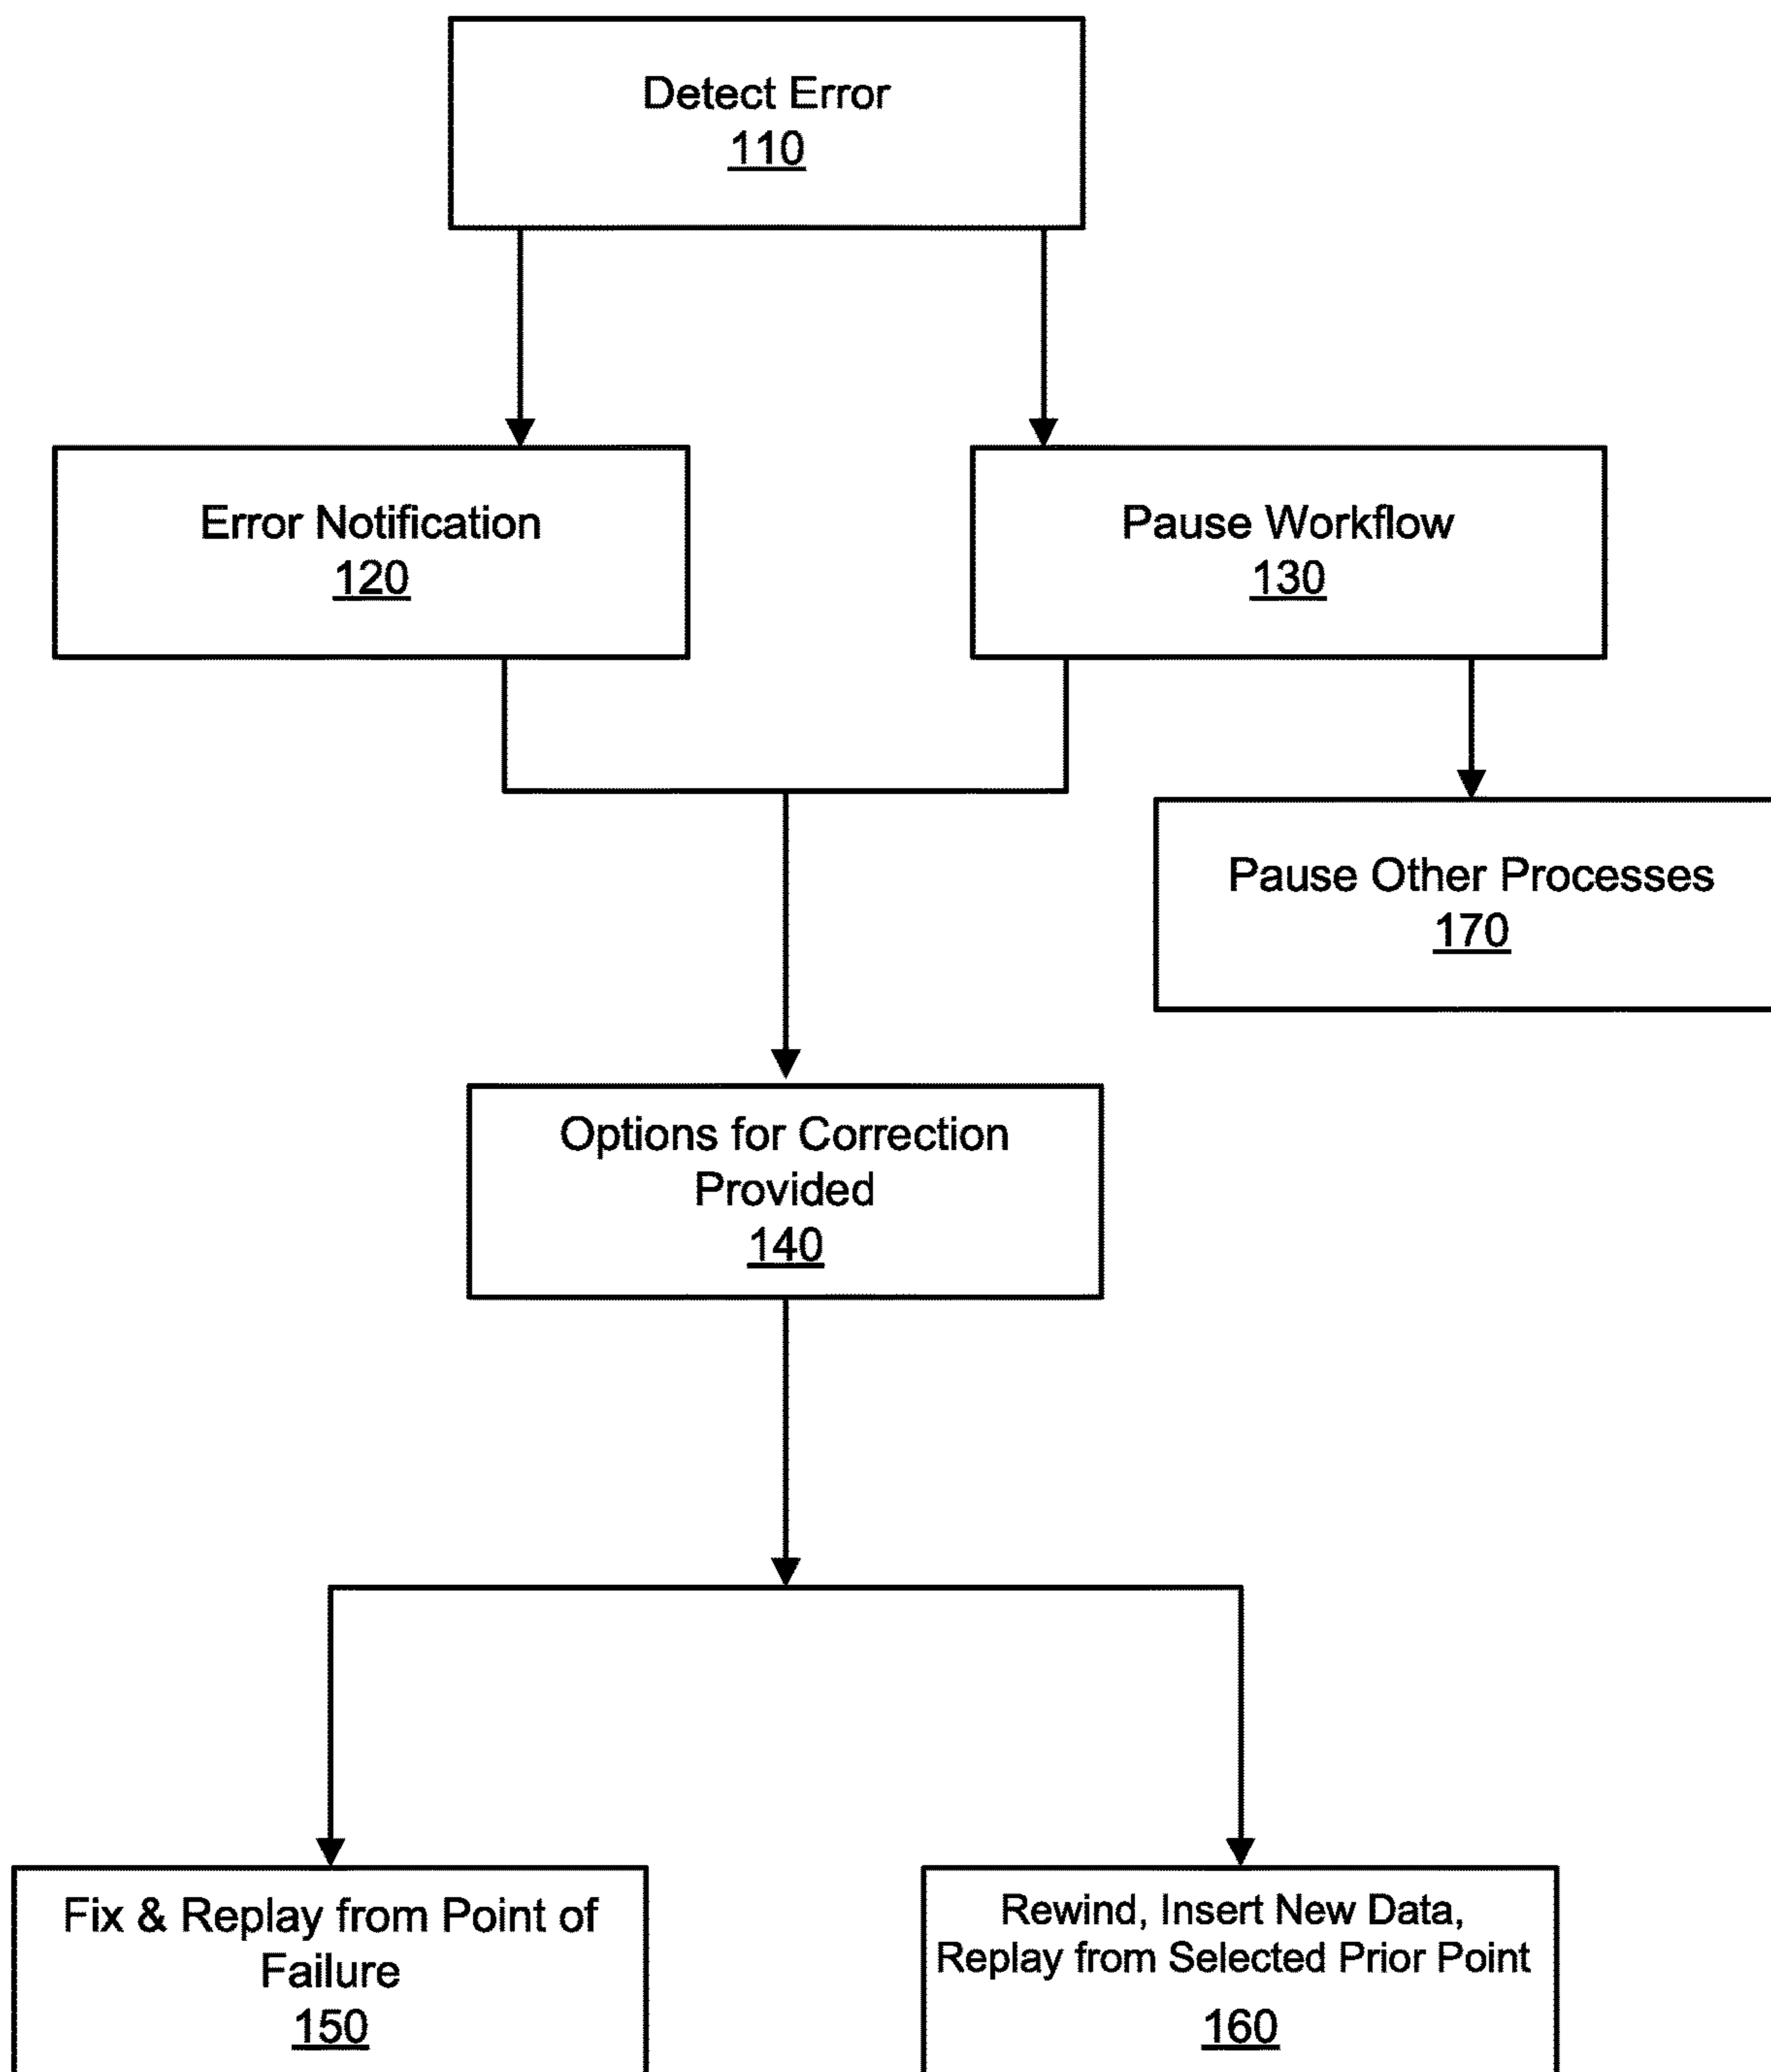 Detect Error
110
Error Notification
120
Pause Workflow
130
Pause Other Processes
170
Options for Correction
Provided
140
Fix & Replay from Point of
Failure
150
Rewind, Insert New Data,
Replay from Selected Prior Point
160